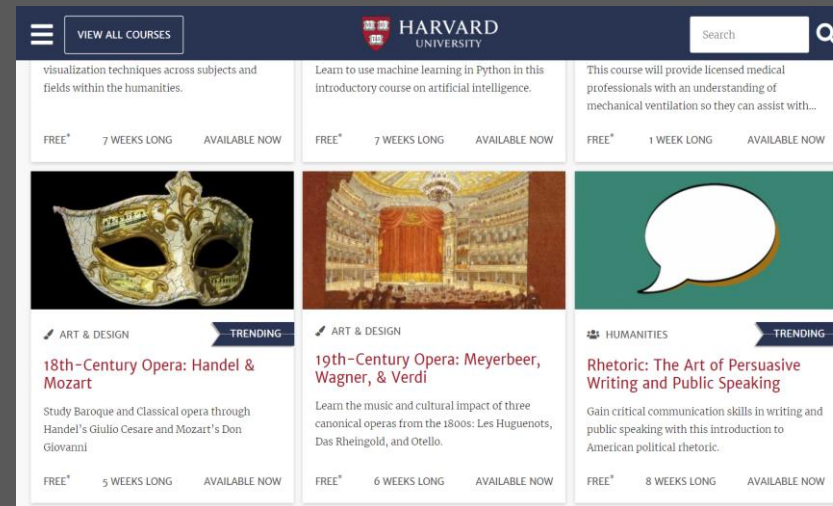 VIEW ALL COURSES
HARVARD
UNIVERSITY
Search
visualization techniques across subjects and
fields within the humanities.
FREE* 7 WEEKS LONG AVAILABLE NOW
Learn to use machine learning in Python in this
introductory course on artificial intelligence.
FREE* 7 WEEKS LONG AVAILABLE NOW
This course will provide licensed medical
professionals with an understanding of
mechanical ventilation so they can assist with...
FREE* 1 WEEK LONG AVAILABLE NOW
ART & DESIGN TRENDING
18th-Century Opera: Handel &
Mozart
Study Baroque and Classical opera through
Handel's Giulio Cesare and Mozart's Don
Giovanni
FREE* 5 WEEKS LONG AVAILABLE NOW
ART & DESIGN
19th-Century Opera: Meyerbeer,
Wagner, & Verdi
Learn the music and cultural impact of three
canonical operas from the 1800s: Les Huguenots,
Das Rheingold, and Otello.
FREE* 6 WEEKS LONG AVAILABLE NOW
HUMANITIES TRENDING
Rhetoric: The Art of Persuasive
Writing and Public Speaking
Gain critical communication skills in writing and
public speaking with this introduction to
American political rhetoric.
FREE* 8 WEEKS LONG AVAILABLE NOW